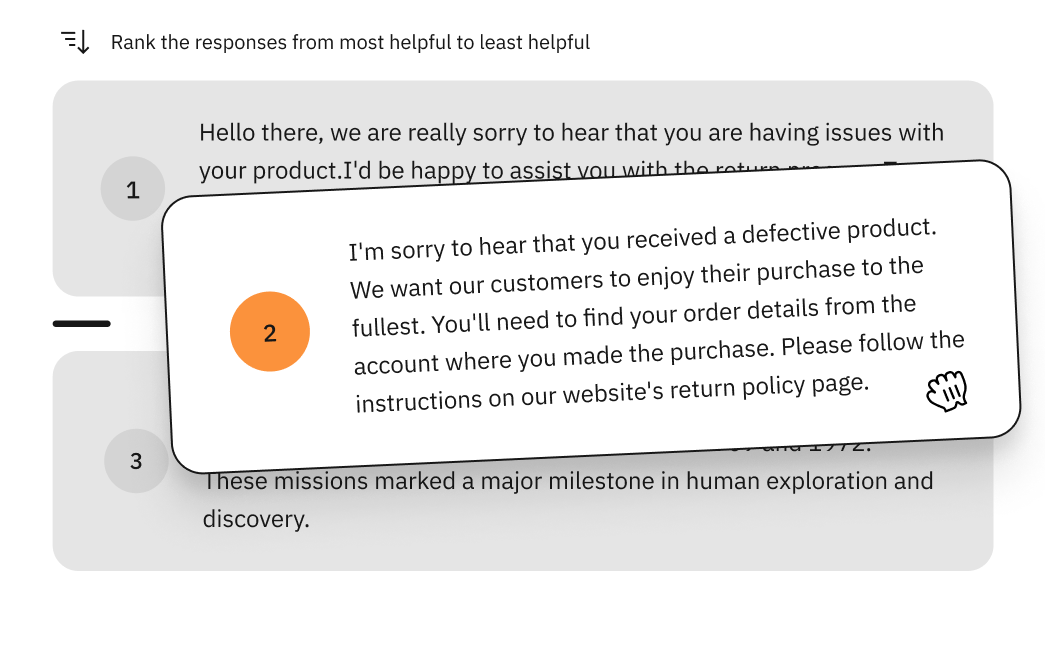 Rank the responses from most helpful to least helpful
1
Hello there, we are really sorry to hear that you are having issues with
your product.I'd be happy to assist you with the return
2
I'm sorry to hear that you received a defective product.
We want our customers to enjoy their purchase to the
fullest. You'll need to find your order details from the
account where you made the purchase. Please follow the
instructions on our website's return policy page.
3
and 1972.
These missions marked a major milestone in human exploration and
discovery.